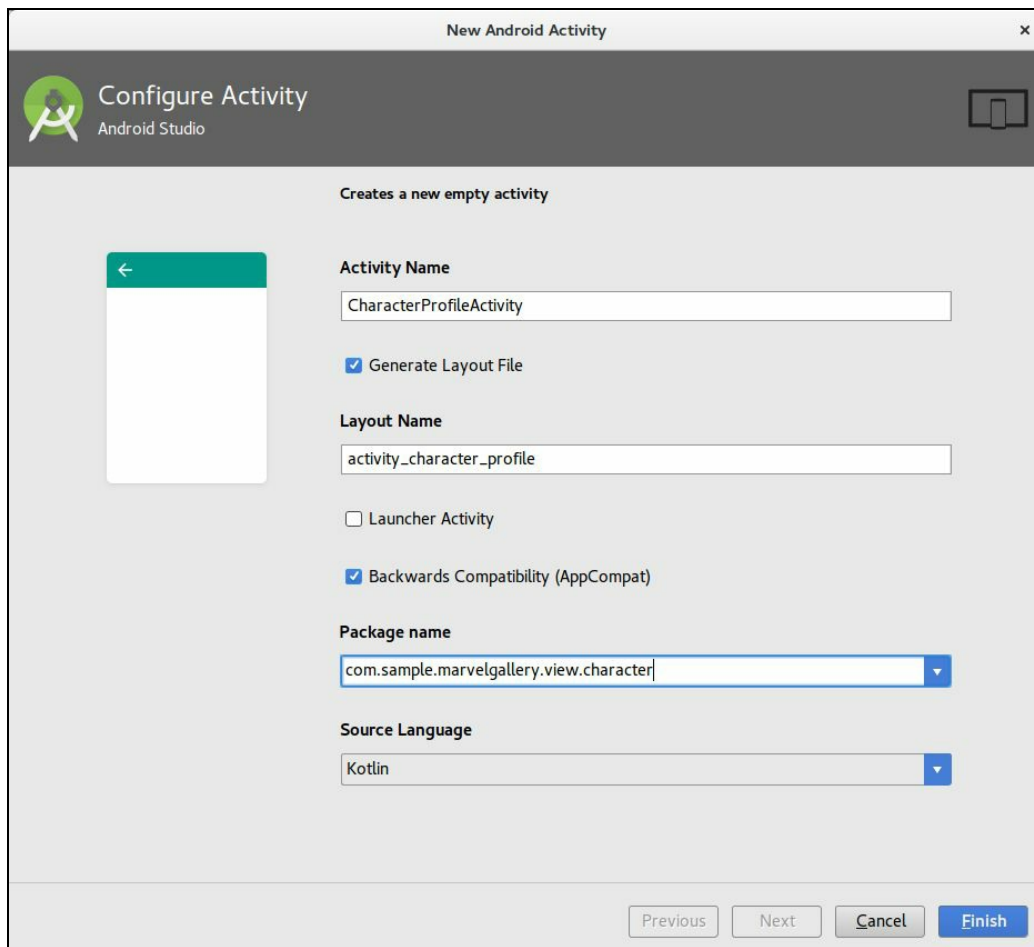 New Android Activity
Configure Activity
Android Studio
Creates a new empty activity
Activity Name
CharacterProfileActivity
Generate Layout File
Layout Name
activity_character_profile
Launcher Activity
Backwards Compatibility (AppCompat)
Package name
com.sample.marvelgallery.view.character
Source Language
Kotlin
Previous Next Cancel Finish